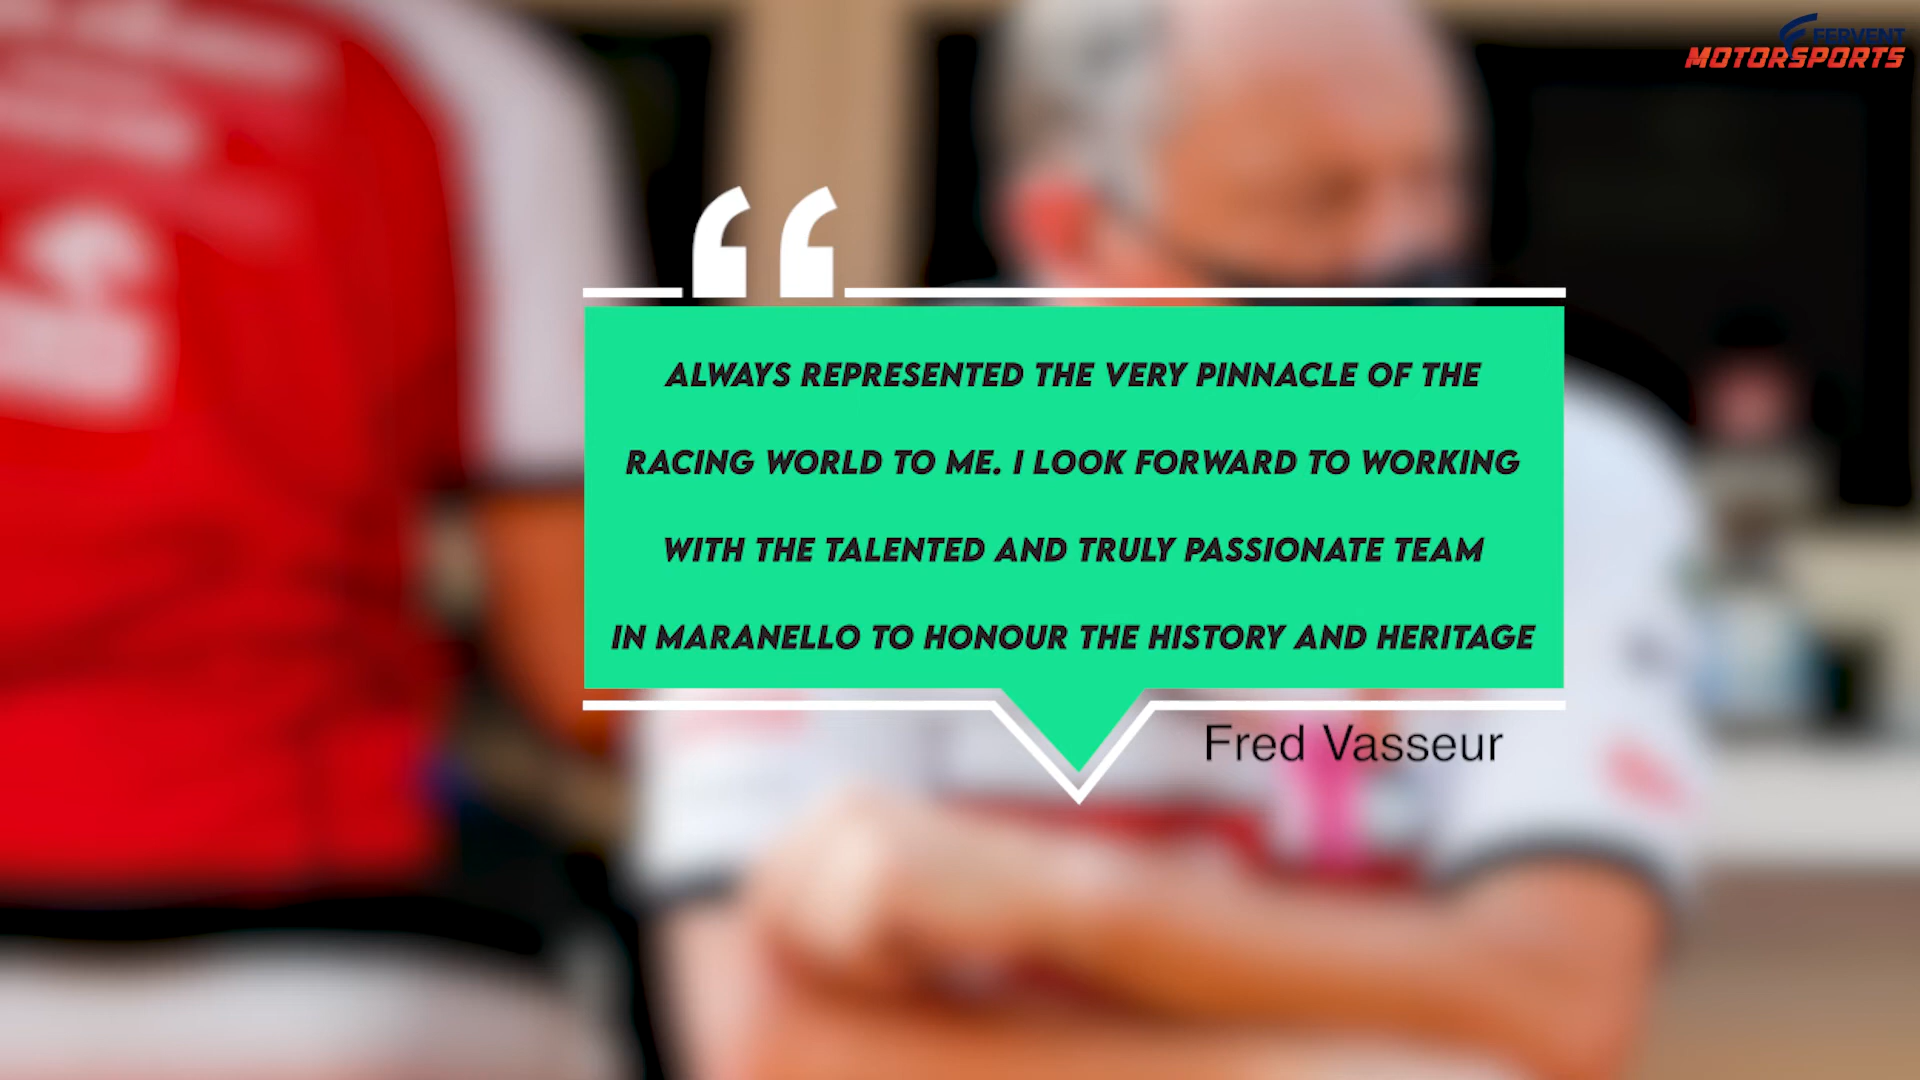 FERVENT
MOTORSPORTS
ALWAYS REPRESENTED THE VERY PINNACLE OF THE
RACING WORLD TO ME. I LOOK FORWARD TO WORKING
WITH THE TALENTED AND TRULY PASSIONATE TEAM
IN MARANELLO TO HONOUR THE HISTORY AND HERITAGE
Fred Vasseur